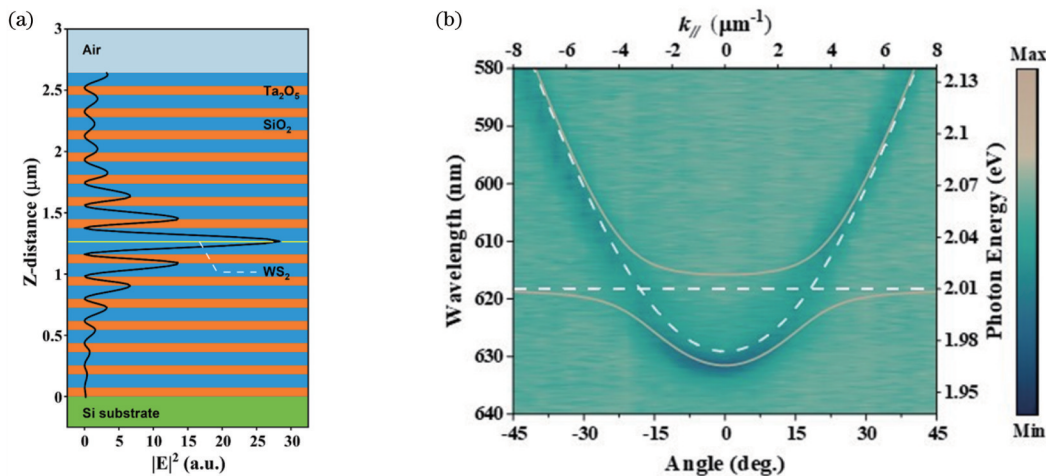 (a)
3
2.5
2
1.5
1
0.5
0
Z-distance (μm)
Air
Ta₂O₅
SiO₂
WS₂
Si substrate
0 5 10 15 20 25 30
|E|² (a.u.)
(b)
k// (μm⁻¹)
-8 -6 -4 -2 0 2 4 6 8
580
590
600
610
620
630
640
Wavelength (nm)
2.13
2.1
2.07
2.04
2.01
1.98
1.95
Photon Energy (eV)
Max
Min
-45 -30 -15 0 15 30 45
Angle (deg.)